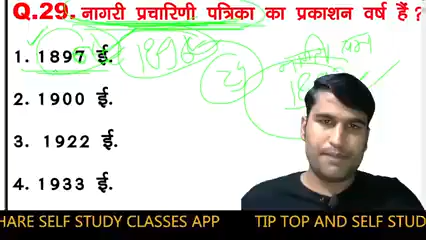 Q.29. नागरी प्रचारिणी पत्रिका का प्रकाशन वर्ष हैं ?
1. 1897 ई.
2. 1900 ई.
3. 1922 ई.
4. 1933 ई.
HARE SELF STUDY CLASSES APP TIP TOP AND SELF STUD